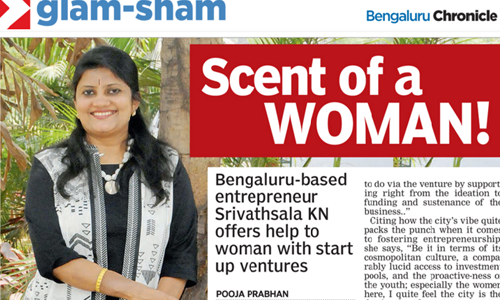 glam-sham
Bengaluru Chronicle
Scent of a
WOMAN!
Bengaluru-based
entrepreneur
Srivathsala KN
offers help to
woman with start
up ventures
POOJA PRABHAN
to do via the venture by support
ing right from the ideation to
funding and sustenance of the
business.."
Citing how the city's vibe quite
packs the punch when it comes
to fostering entrepreneurship
she says, "Be it in terms of its
cosmopolitan culture, a compa
rably lucid access to investment
pools, and the proactive-ness of
the youth; especially the women
here, I quite feel the city is the